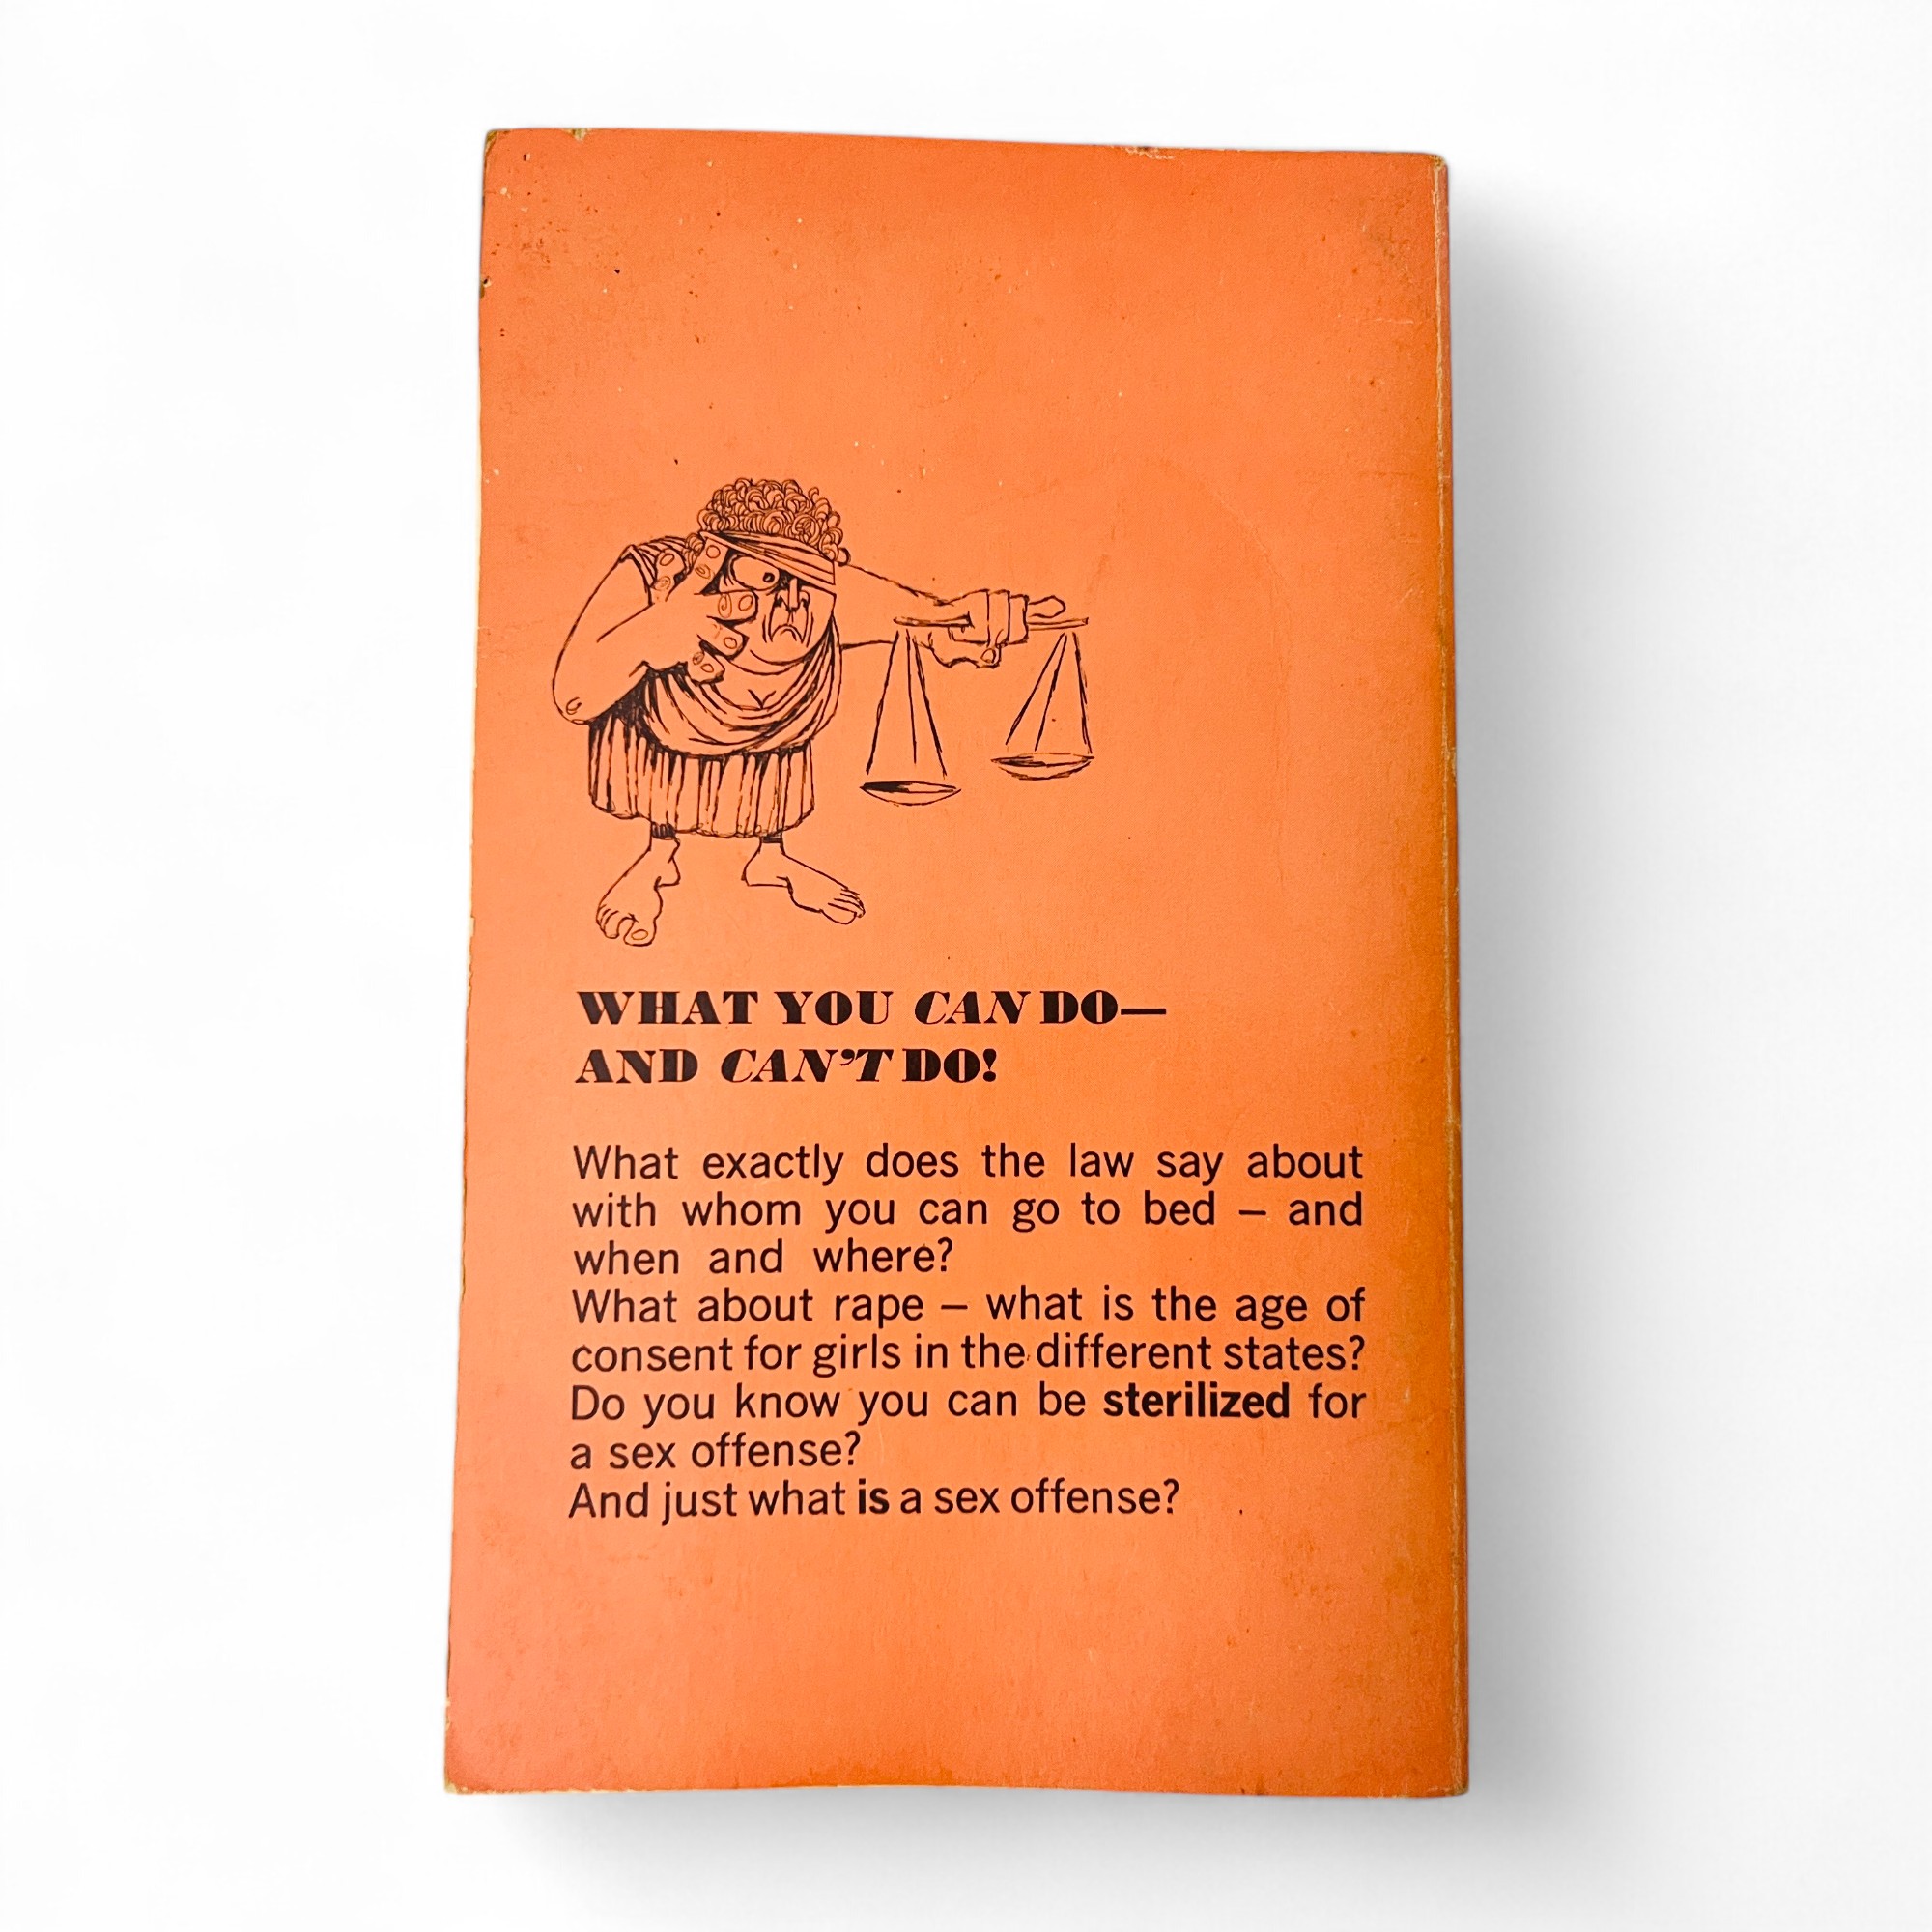 WHAT YOU CAN DO—
AND CAN'T DO!
What exactly does the law say about
with whom you can go to bed – and
when and where?
What about rape – what is the age of
consent for girls in the different states?
Do you know you can be sterilized for
a sex offense?
And just what is a sex offense?